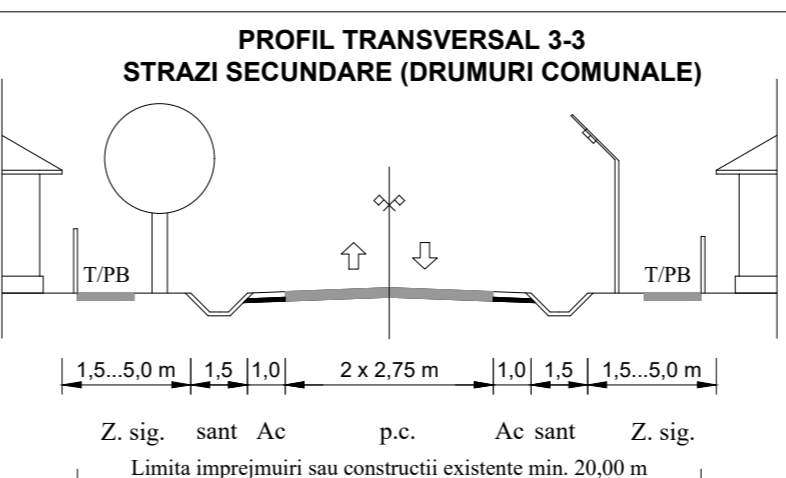 PROFIL TRANSVERSAL 3-3
STRAZI SECUNDARE (DRUMURI COMUNALE)
T/PB T/PB
1,5...5,0 m 1,5 1,0 2 x 2,75 m 1,0 1,5 1,5...5,0 m
Z. sig. sant Ac p.c. Ac sant Z. sig.
Limita imprejmuiri sau constructii existente min. 20,00 m